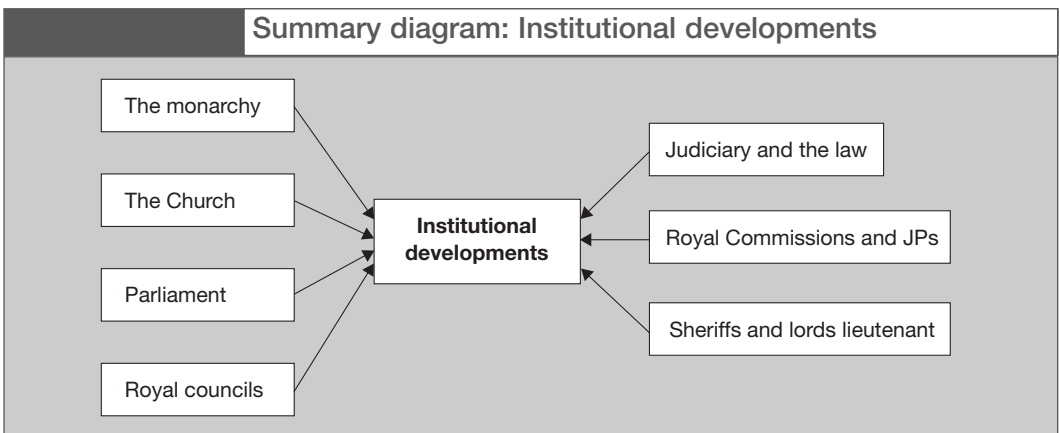 Summary diagram: Institutional developments
The monarchy
The Church
Parliament
Royal councils
Institutional
developments
Judiciary and the law
Royal Commissions and JPs
Sheriffs and lords lieutenant